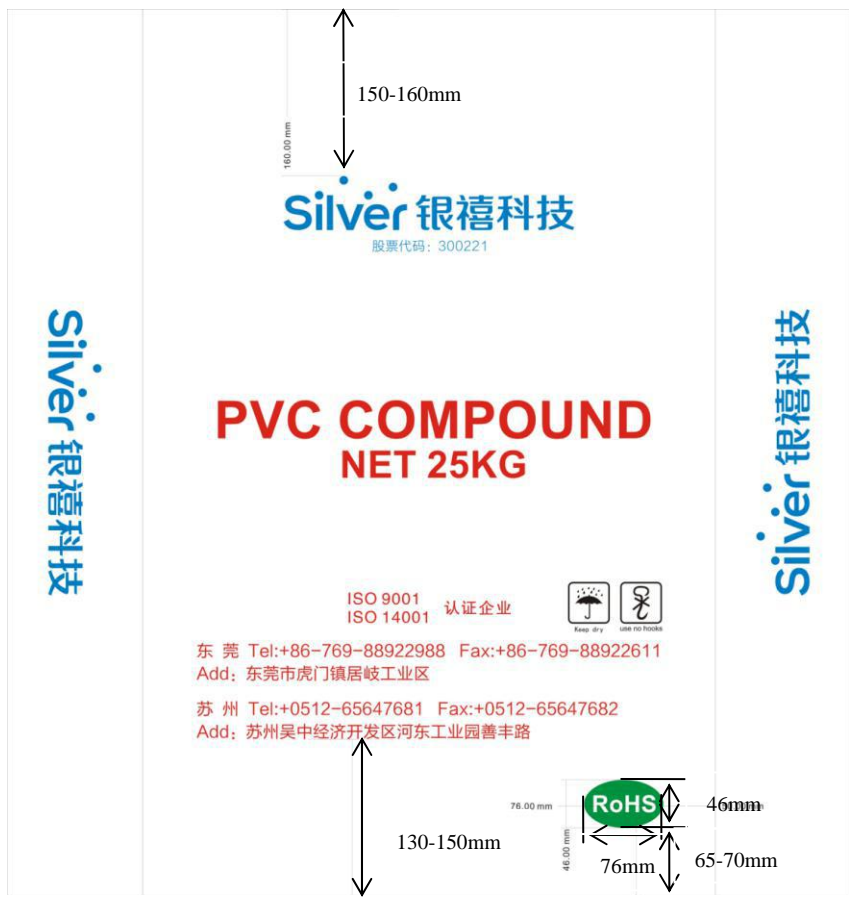 150-160mm
160.00 mm
Silver 银禧科技
股票代码：300221
Silver 银禧科技
Silver 银禧科技
PVC COMPOUND
NET 25KG
ISO 9001
ISO 14001
认证企业
Keep dry
use no hooks
东 莞 Tel:+86-769-88922988 Fax:+86-769-88922611
Add：东莞市虎门镇居岐工业区
苏 州 Tel:+0512-65647681 Fax:+0512-65647682
Add：苏州吴中经济开发区河东工业园善丰路
76.00 mm
RoHS
46mm
46.00 mm
130-150mm
76mm
65-70mm